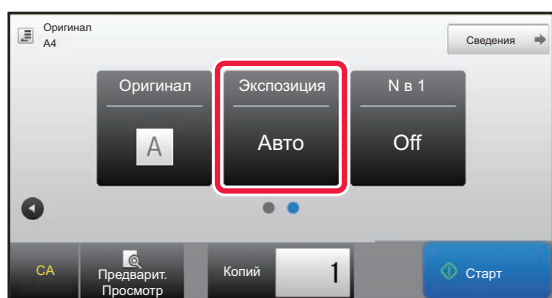 Оригинал
A4
Сведения
Оригинал
Экспозиция
N в 1
A
Авто
Off
CA
Предварит.
Просмотр
Копий
1
Старт